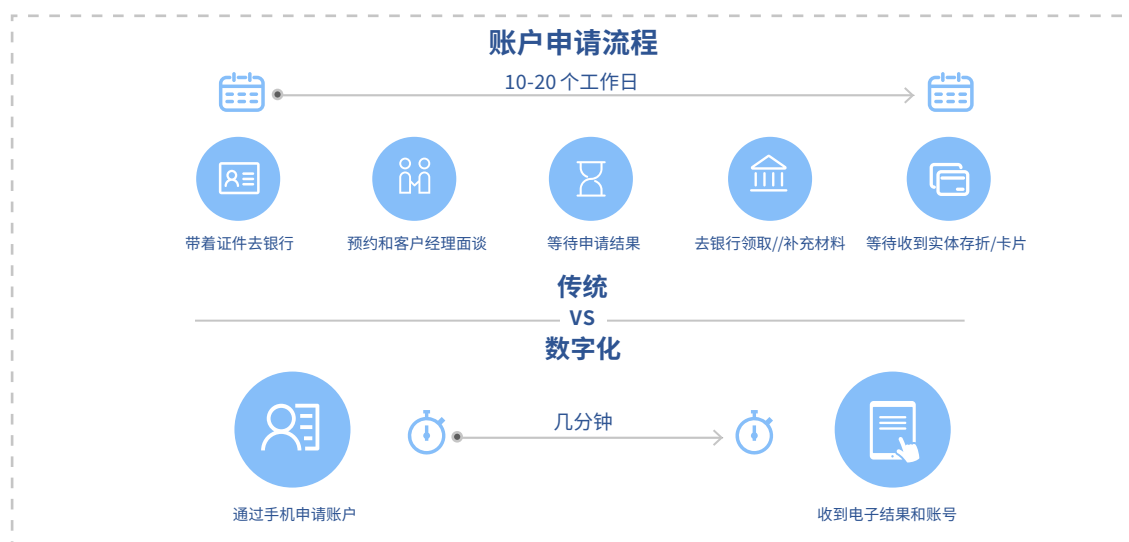 账户申请流程
10-20 个工作日
带着证件去银行
预约和客户经理面谈
等待申请结果
去银行领取//补充材料
等待收到实体存折/卡片
传统
VS
数字化
几分钟
通过手机申请账户
收到电子结果和账号